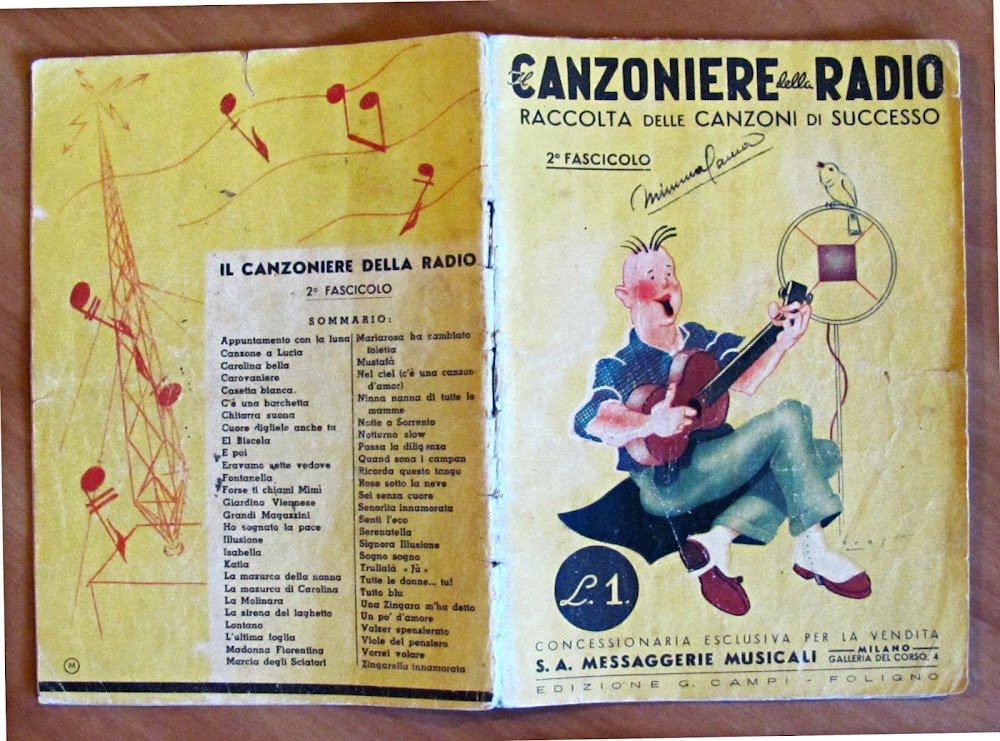 Il CANZONIERE della RADIO
RACCOLTA DELLE CANZONI DI SUCCESSO
2º FASCICOLO
L.1.
CONCESSIONARIA ESCLUSIVA PER LA VENDITA
S. A. MESSAGGERIE MUSICALI — MILANO —
GALLERIA DEL CORSO, 4
EDIZIONE G. CAMPI - FOLIGNO
IL CANZONIERE DELLA RADIO
2º FASCICOLO
SOMMARIO:
Appuntamento con la luna
Canzone a Lucia
Carolina bella
Carovaniere
Casetta bianca
C'è una barchetta
Chitarra suona
Cuore diglielo anche tu
El Biscela
E poi
Eravamo sette vedove
Fontanella
Forse ti chiami Mimì
Giardino Viennese
Grandi Magazzini
Ho sognato la pace
Illusione
Isabella
Katia
La mazurca della nonna
La mazurca di Carolina
La Molinara
La sirena del laghetto
Lontano
L'ultima foglia
Madonna Fiorentina
Marcia degli Sciatori
Mariarosa ha cambiato
toletta
Mustafà
Nel ciel (c'è una canzon
d'amor)
Ninna nanna di tutte le
mamme
Notte a Sorrento
Notturno slow
Passa la diligenza
Quando sona i campan
Ricorda questo tango
Rose sotto la neve
Sei senza cuore
Senorita innamorata
Senti l'eco
Serenatella
Signora Illusione
Sogno sogno
Trullalà « Jù »
Tutte le donne... tu!
Tutto blu
Una Zingara m'ha detto
Un po' d'amore
Valzer spensierato
Viole del pensiero
Vorrei volare
Zingarella innamorata
M